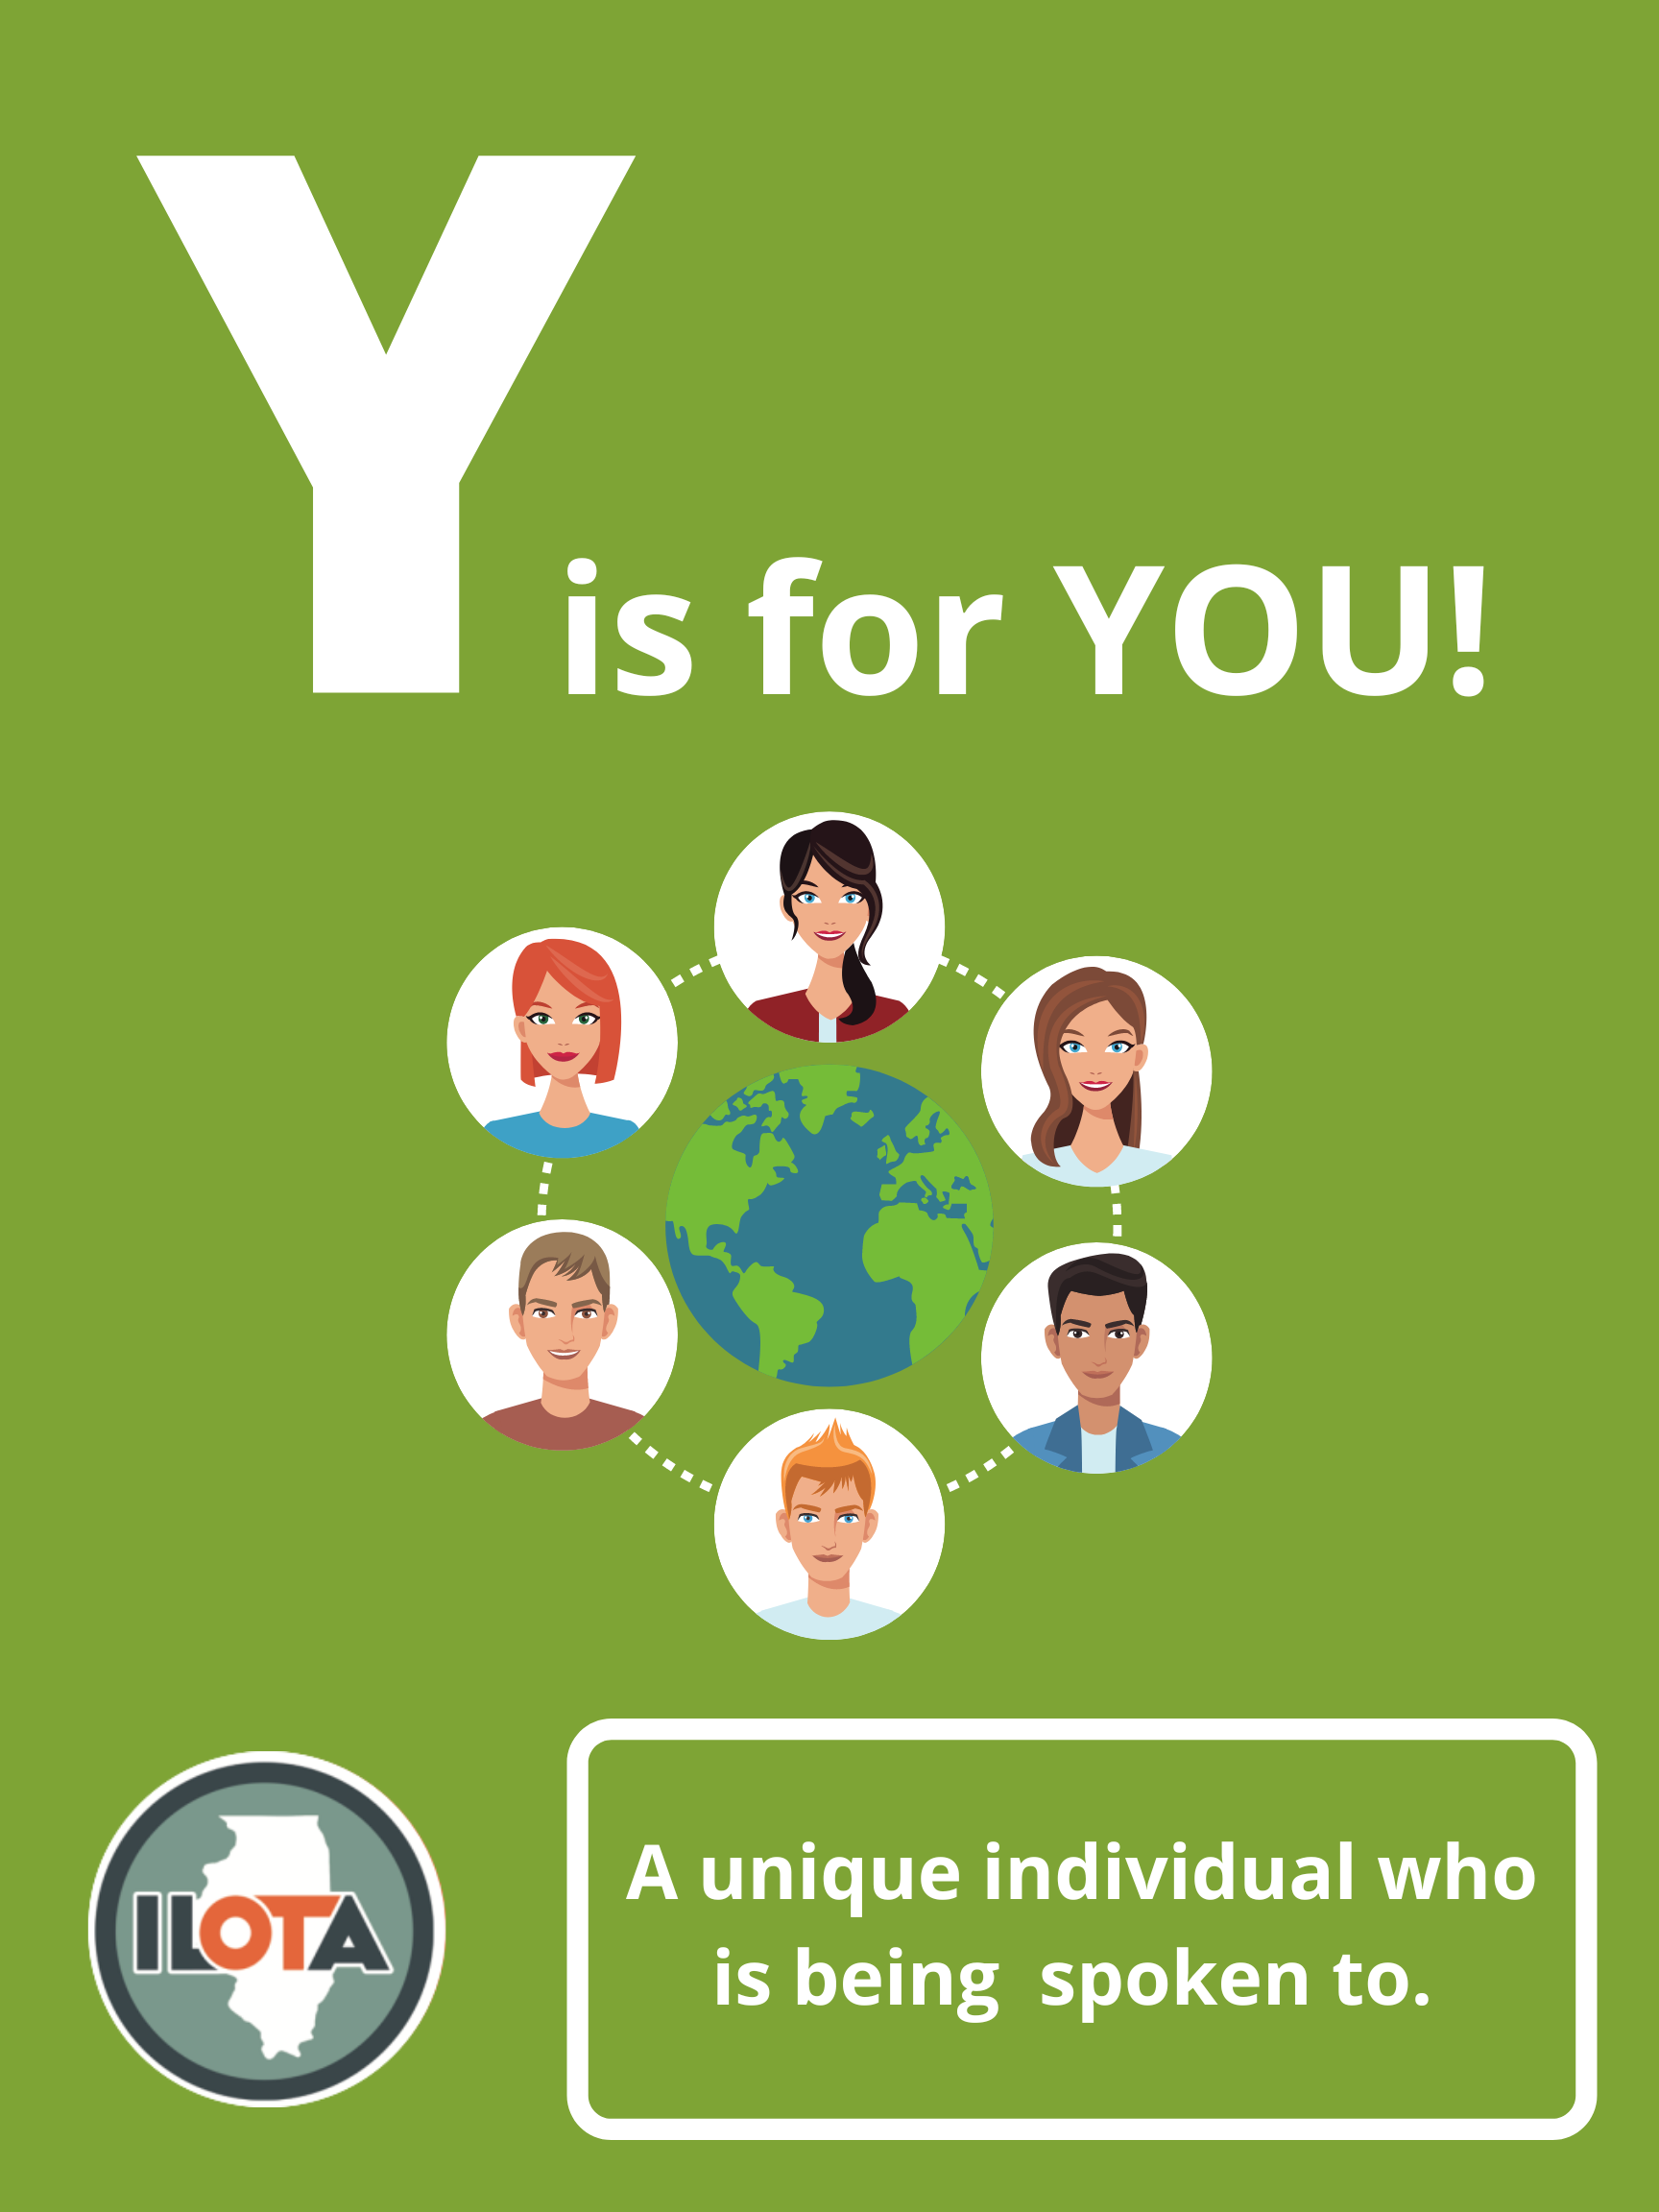 Y is for YOU!
A unique individual who
is being  spoken to.
ILOTA